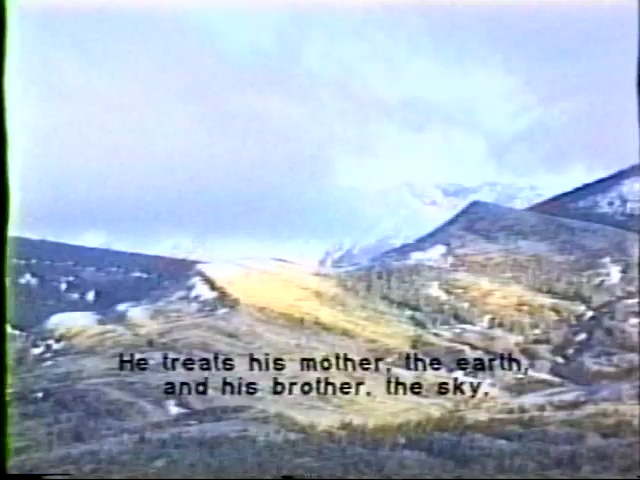 He treats his mother, the earth,
and his brother, the sky,